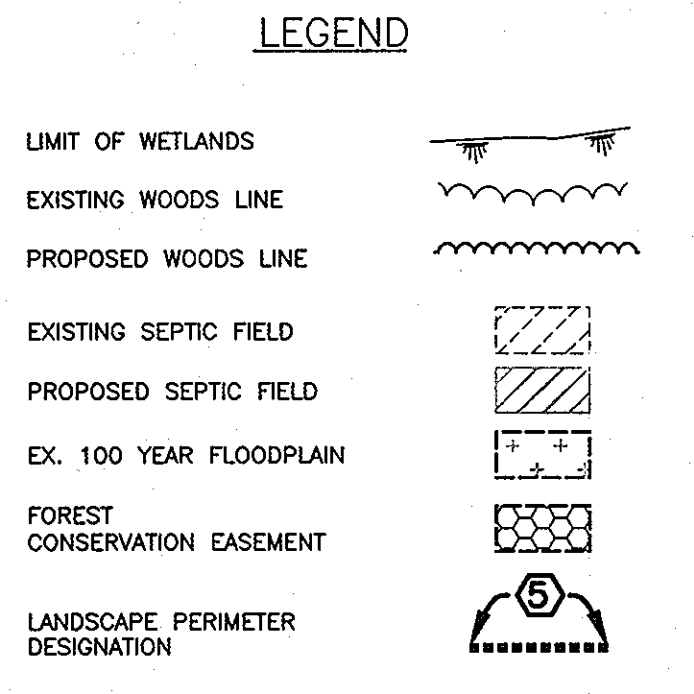 LEGEND
LIMIT OF WETLANDS
EXISTING WOODS LINE
PROPOSED WOODS LINE
EXISTING SEPTIC FIELD
PROPOSED SEPTIC FIELD
EX. 100 YEAR FLOODPLAIN
FOREST
CONSERVATION EASEMENT
5
LANDSCAPE PERIMETER
DESIGNATION